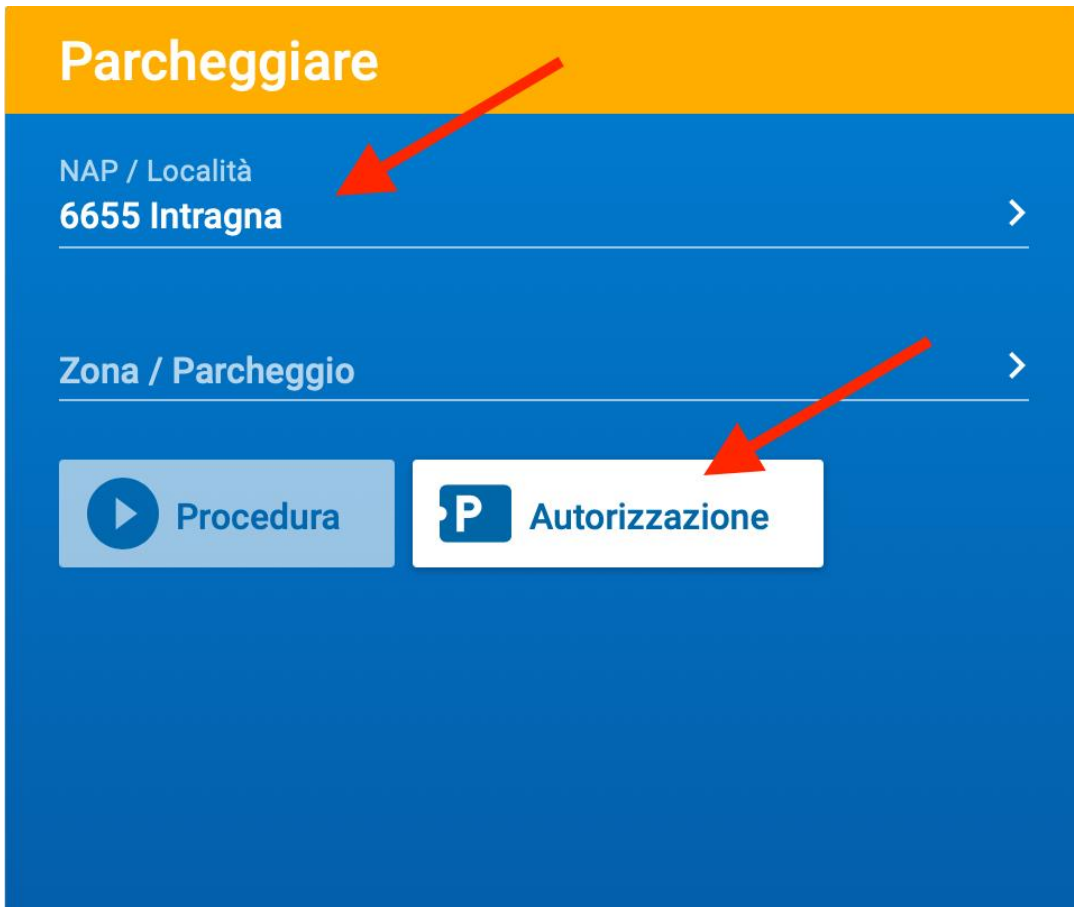 Parcheggiare
NAP / Località
6655 Intragna
Zona / Parcheggio
Procedura
P Autorizzazione